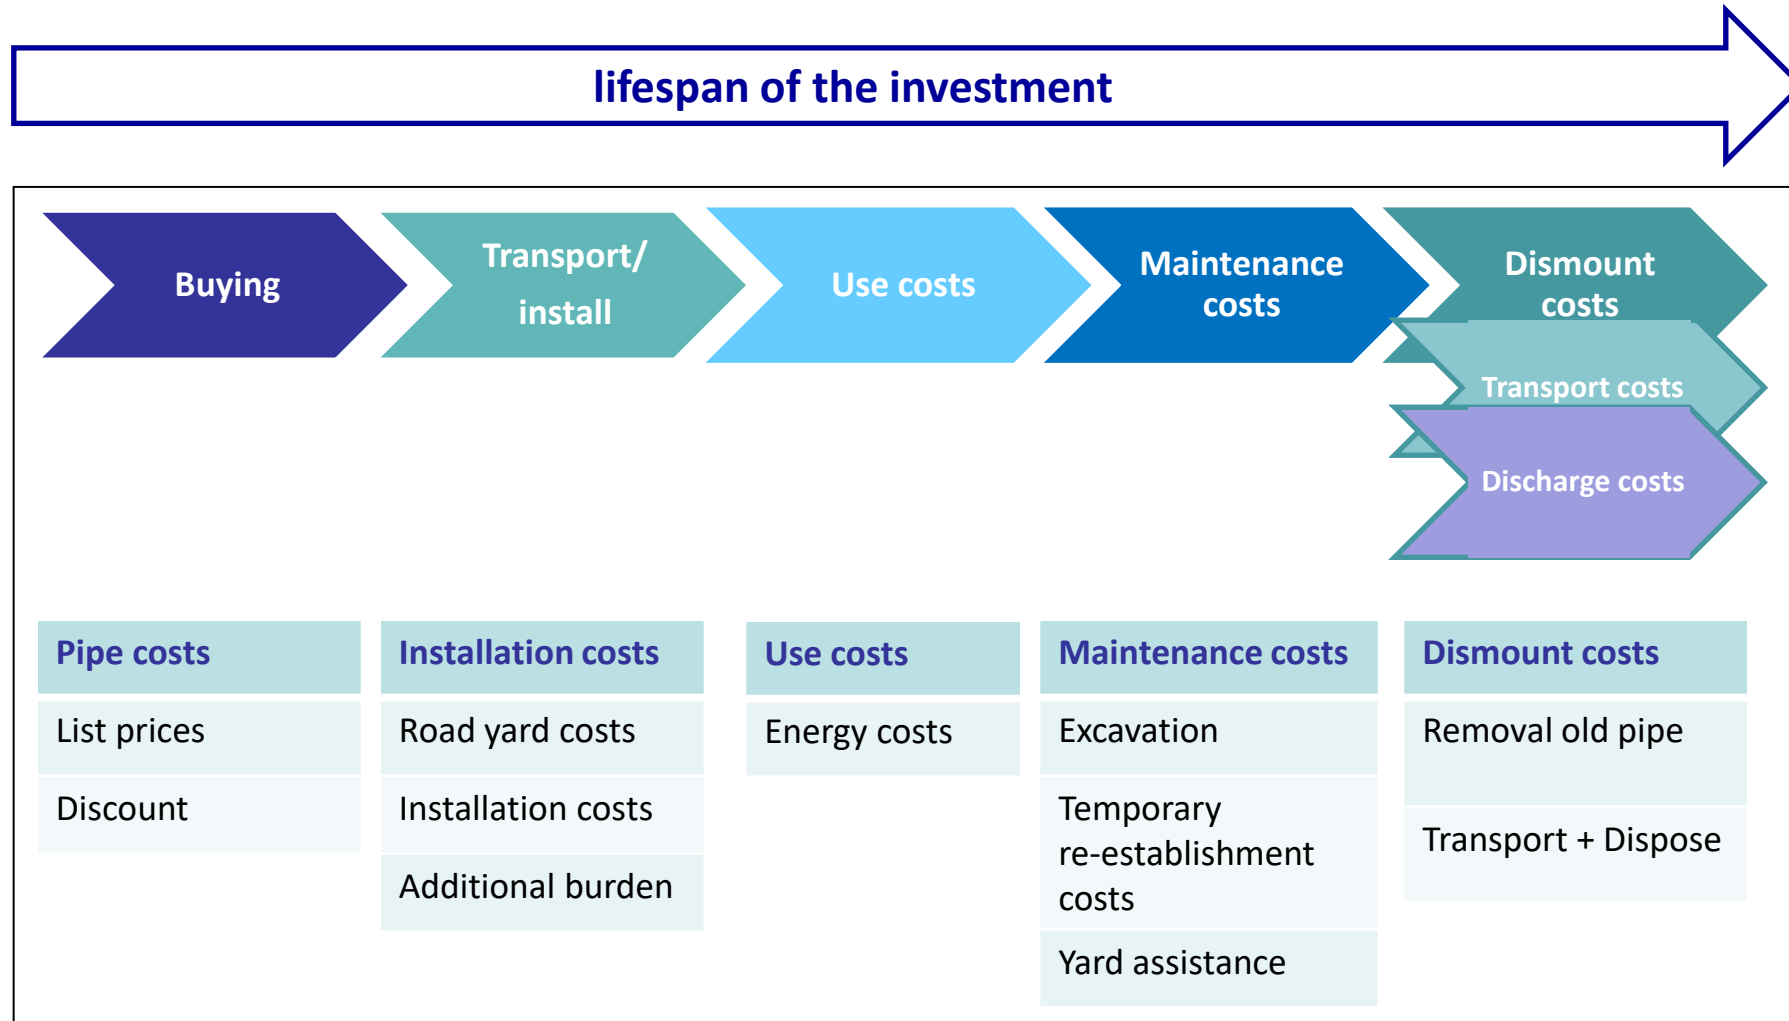 lifespan of the investment
Buying
Transport/
install
Use costs
Maintenance
costs
Dismount
costs
Transport costs
Discharge costs
Pipe costs
List prices
Discount
Installation costs
Road yard costs
Installation costs
Additional burden
Use costs
Energy costs
Maintenance costs
Excavation
Temporary
re-establishment
costs
Yard assistance
Dismount costs
Removal old pipe
Transport + Dispose